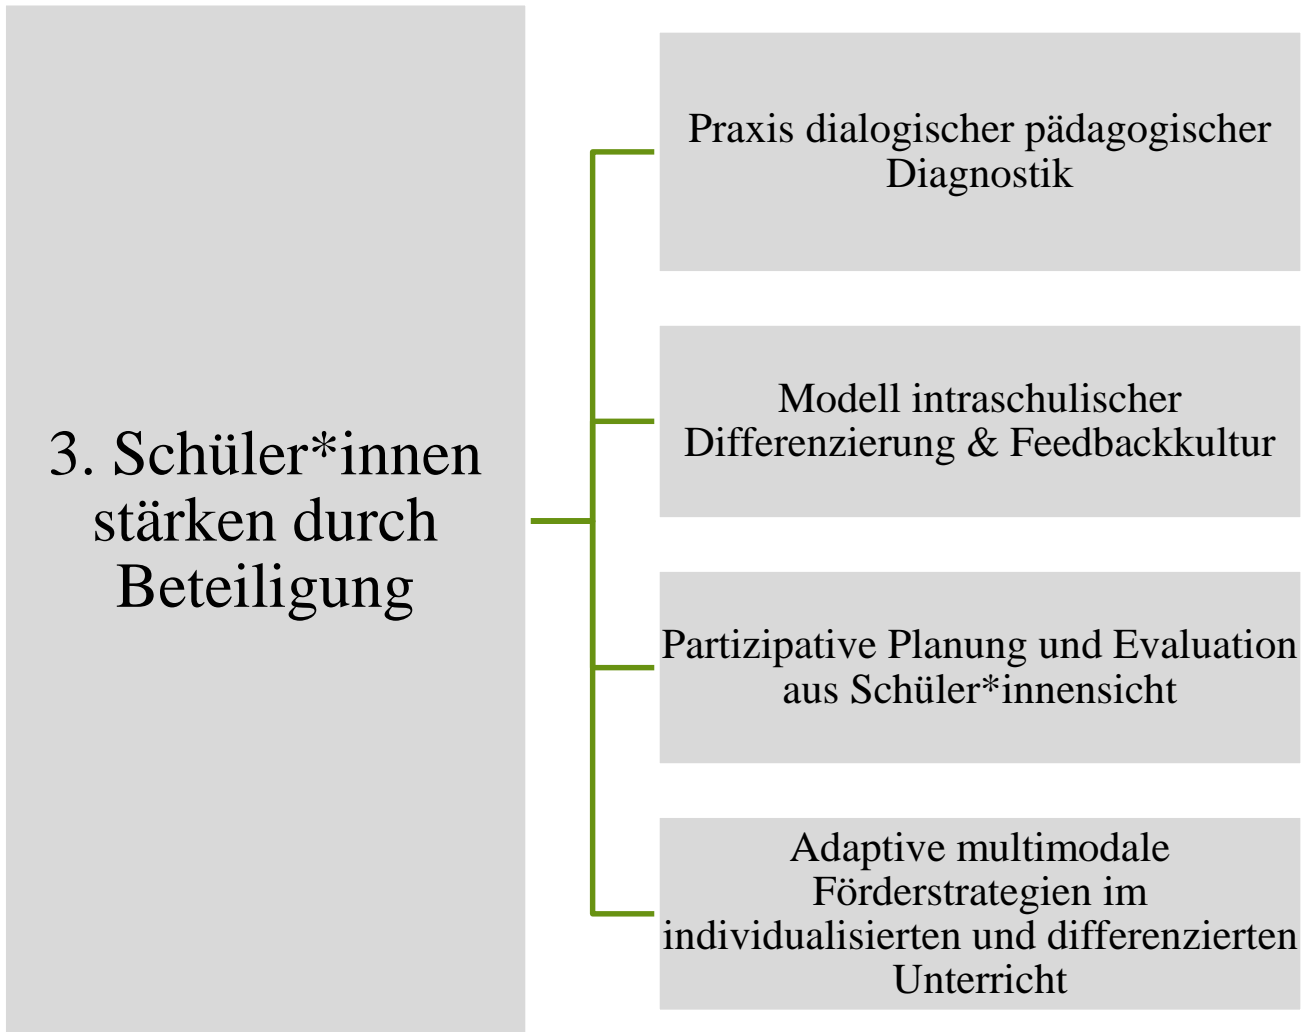 3. Schüler*innen
stärken durch
Beteiligung
Praxis dialogischer pädagogischer
Diagnostik
Modell intraschulischer
Differenzierung & Feedbackkultur
Partizipative Planung und Evaluation
aus Schüler*innensicht
Adaptive multimodale
Förderstrategien im
individualisierten und differenzierten
Unterricht